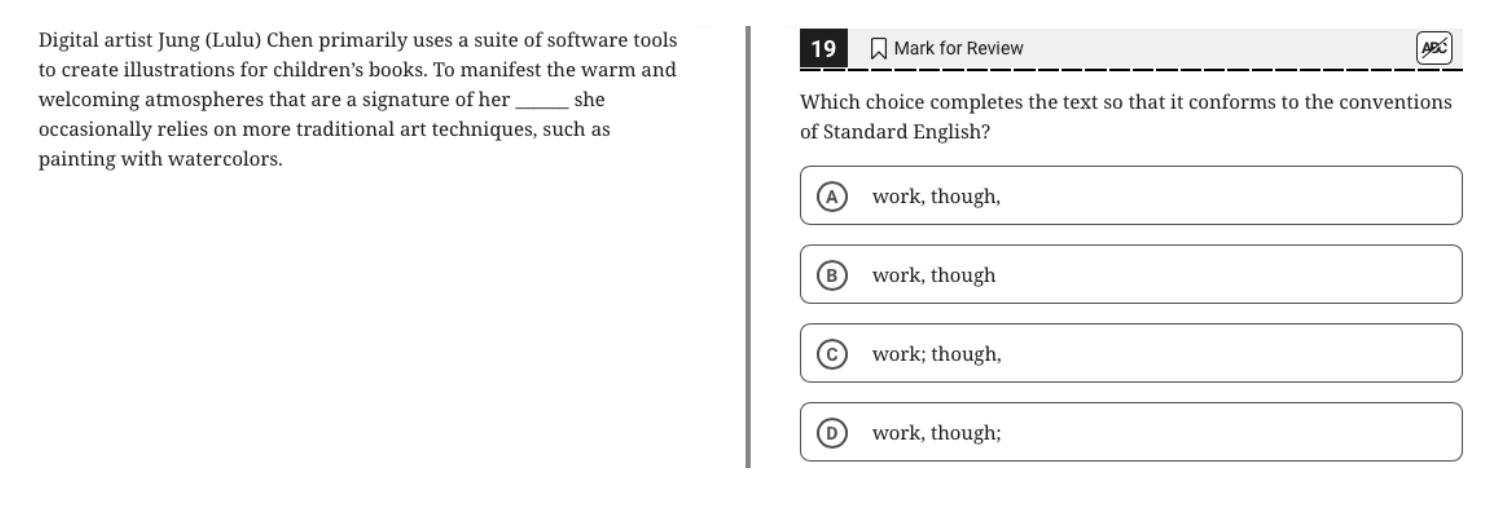 Digital artist Jung (Lulu) Chen primarily uses a suite of software tools
to create illustrations for children’s books. To manifest the warm and
welcoming atmospheres that are a signature of her ______ she
occasionally relies on more traditional art techniques, such as
painting with watercolors.
19 Mark for Review ABC
Which choice completes the text so that it conforms to the conventions
of Standard English?
A work, though,
B work, though
C work; though,
D work, though;